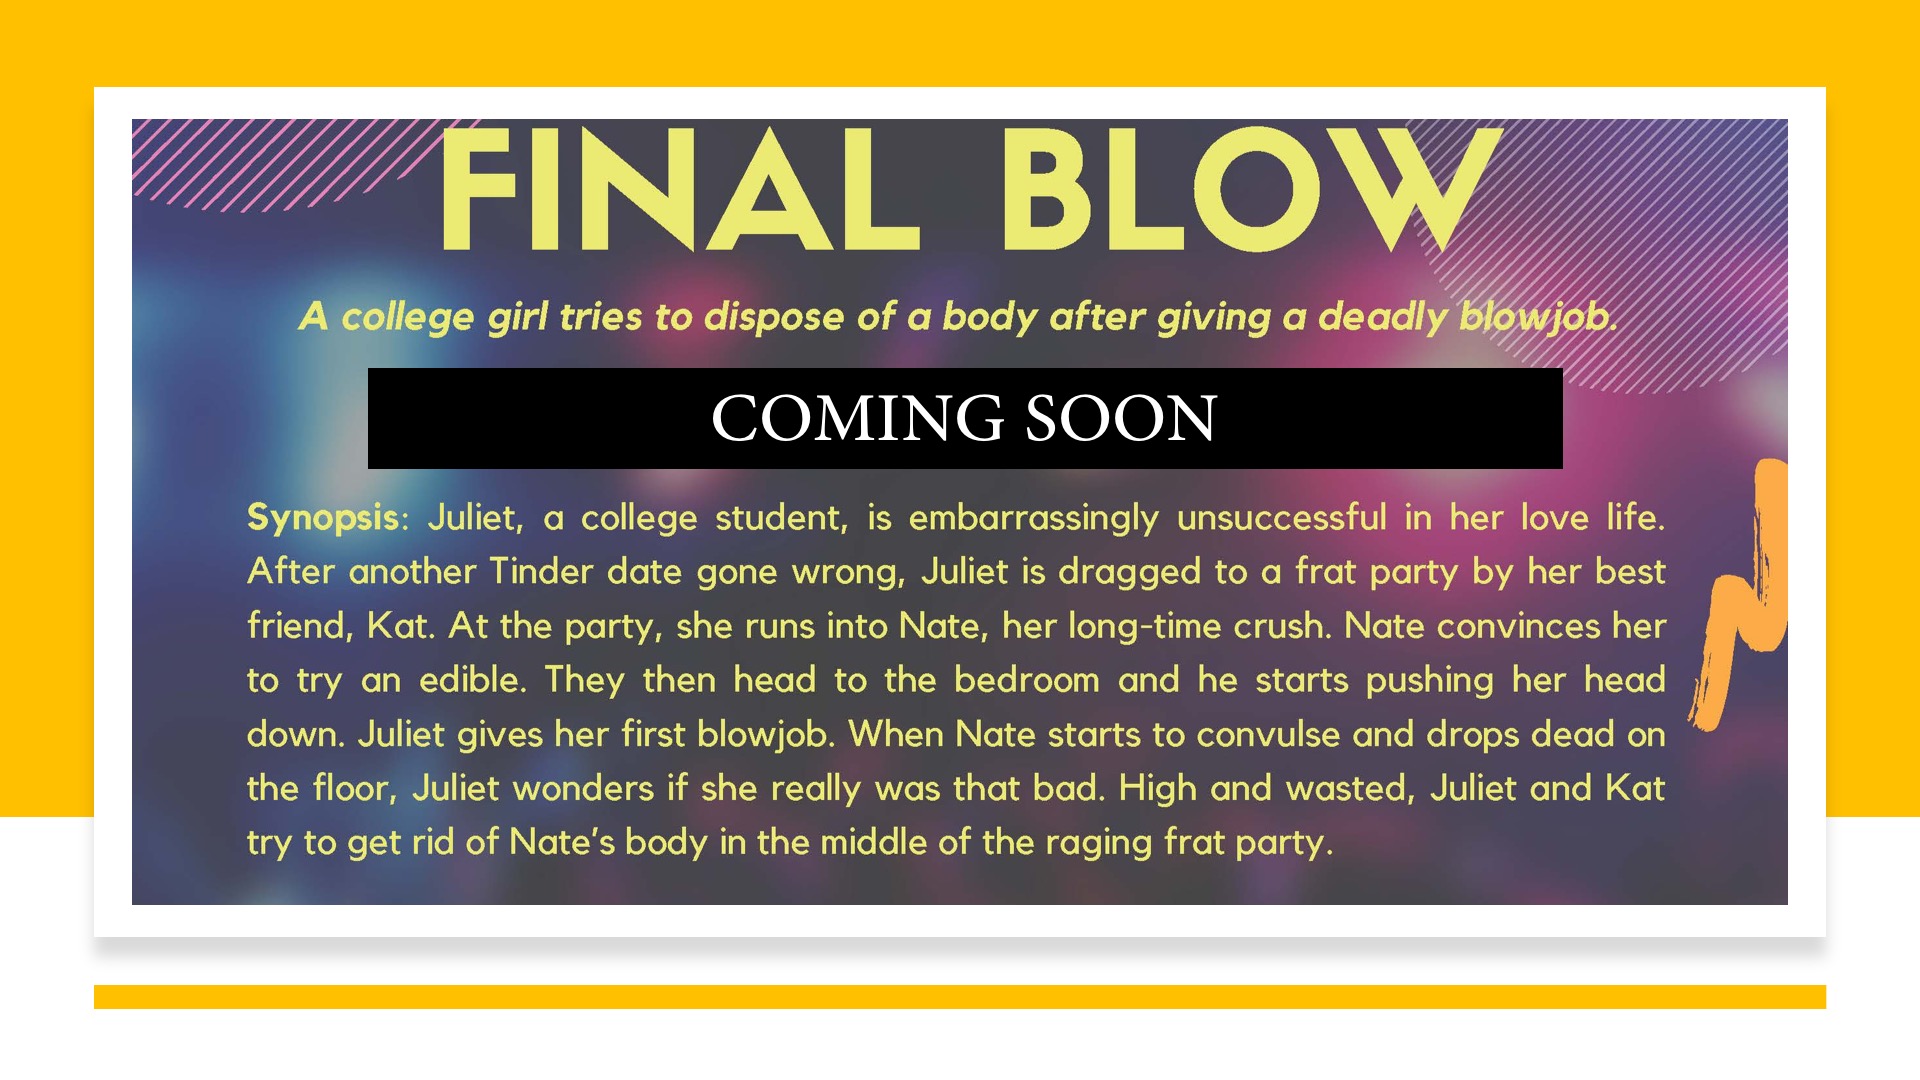 FINAL BLOW
A college girl tries to dispose of a body after giving a deadly blowjob.
COMING SOON
Synopsis: Juliet, a college student, is embarrassingly unsuccessful in her love life.
After another Tinder date gone wrong, Juliet is dragged to a frat party by her best
friend, Kat. At the party, she runs into Nate, her long-time crush. Nate convinces her
to try an edible. They then head to the bedroom and he starts pushing her head
down. Juliet gives her first blowjob. When Nate starts to convulse and drops dead on
the floor, Juliet wonders if she really was that bad. High and wasted, Juliet and Kat
try to get rid of Nate’s body in the middle of the raging frat party.